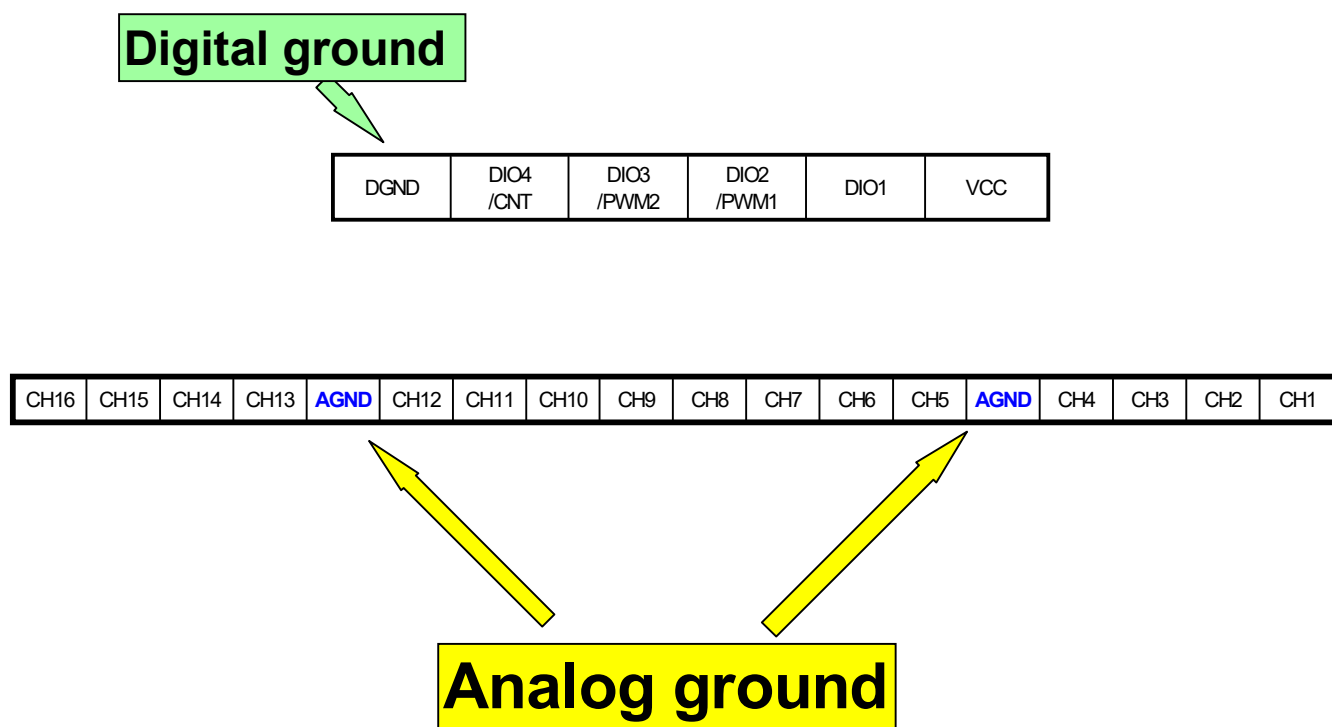 Digital ground
DGND
DIO4
/CNT
DIO3
/PWM2
DIO2
/PWM1
DIO1
VCC
CH16 CH15 CH14 CH13 AGND CH12 CH11 CH10 CH9 CH8 CH7 CH6 CH5 AGND CH4 CH3 CH2 CH1
Analog ground